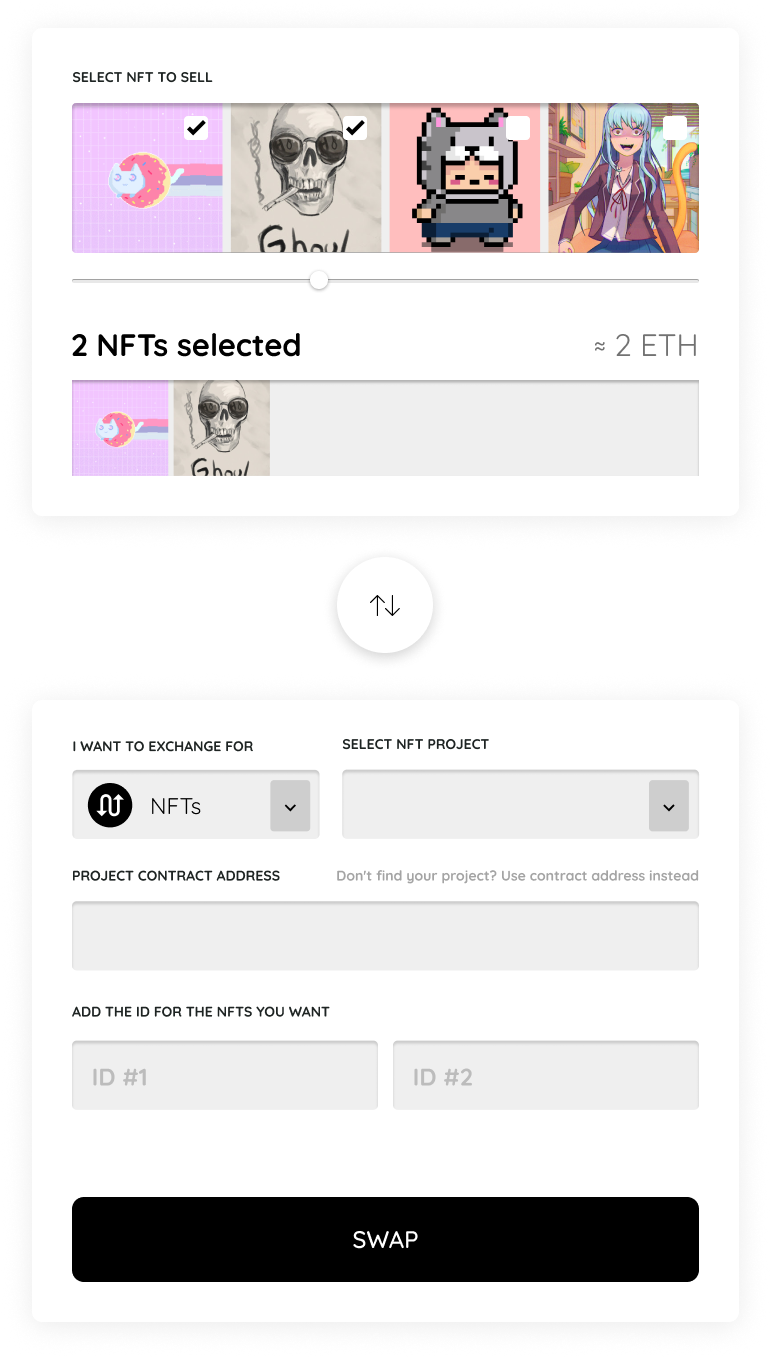 SELECT NFT TO SELL
Ghoul
2 NFTs selected
≈ 2 ETH
Ghoul
I WANT TO EXCHANGE FOR
SELECT NFT PROJECT
NFTs
PROJECT CONTRACT ADDRESS
Don't find your project? Use contract address instead
ADD THE ID FOR THE NFTS YOU WANT
ID #1
ID #2
SWAP